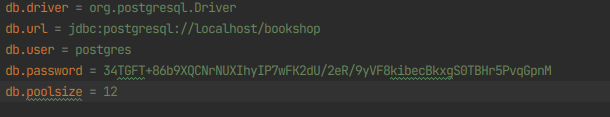 db.driver = org.postgresql.Driver
db.url = jdbc:postgresql://localhost/bookshop
db.user = postgres
db.password = 34TGFT+86b9XQCNrNUXIhyIP7wFK2dU/2eR/9yVF8kibecBkxgS0TBHr5PvqGpnM
db.poolsize = 12